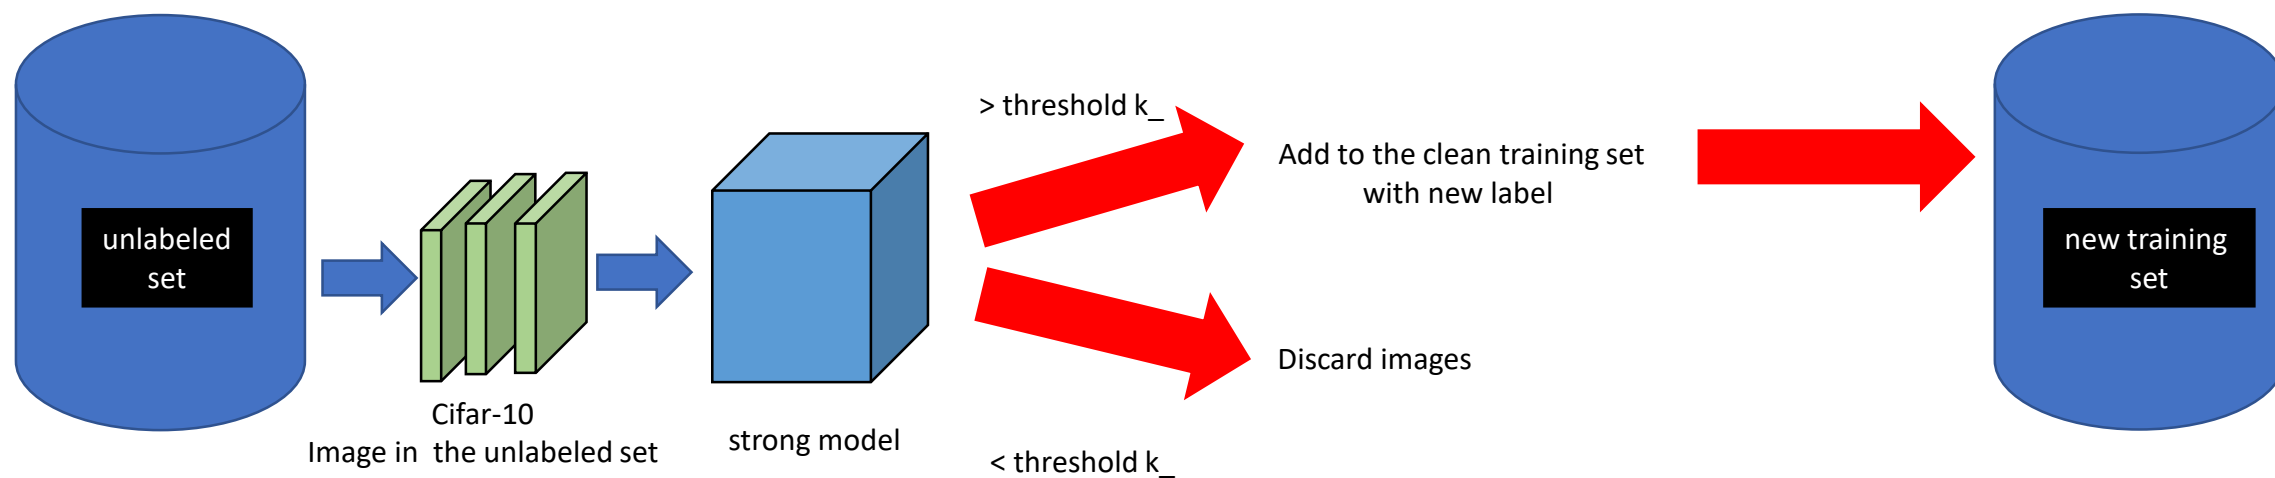 unlabeled
set
Cifar-10
Image in  the unlabeled set
strong model
> threshold k_
< threshold k_
Add to the clean training set
with new label
Discard images
new training
set